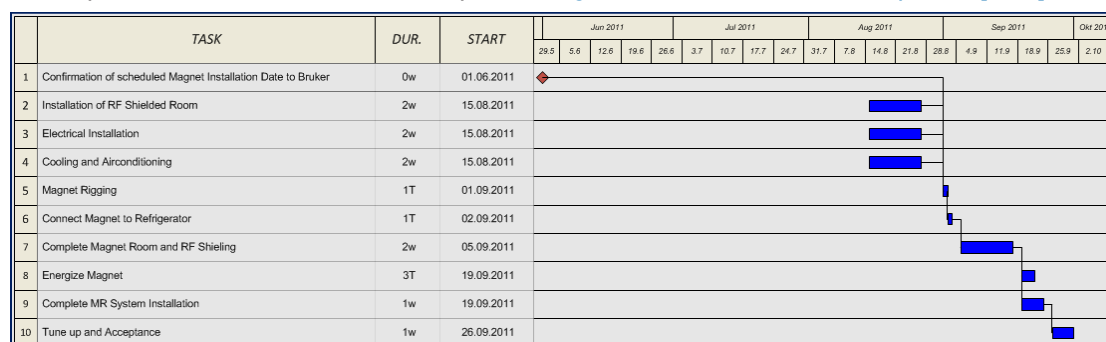 TASK DUR. START Jun 2011 Jul 2011 Aug 2011 Sep 2011 Okt 201
29.5 5.6 12.6 19.6 26.6 3.7 10.7 17.7 24.7 31.7 7.8 14.8 21.8 28.8 4.9 11.9 18.9 25.9 2.10
1 Confirmation of scheduled Magnet Installation Date to Bruker 0w 01.06.2011
2 Installation of RF Shielded Room 2w 15.08.2011
3 Electrical Installation 2w 15.08.2011
4 Cooling and Airconditioning 2w 15.08.2011
5 Magnet Rigging 1T 01.09.2011
6 Connect Magnet to Refrigerator 1T 02.09.2011
7 Complete Magnet Room and RF Shieling 2w 05.09.2011
8 Energize Magnet 3T 19.09.2011
9 Complete MR System Installation 1w 19.09.2011
10 Tune up and Acceptance 1w 26.09.2011